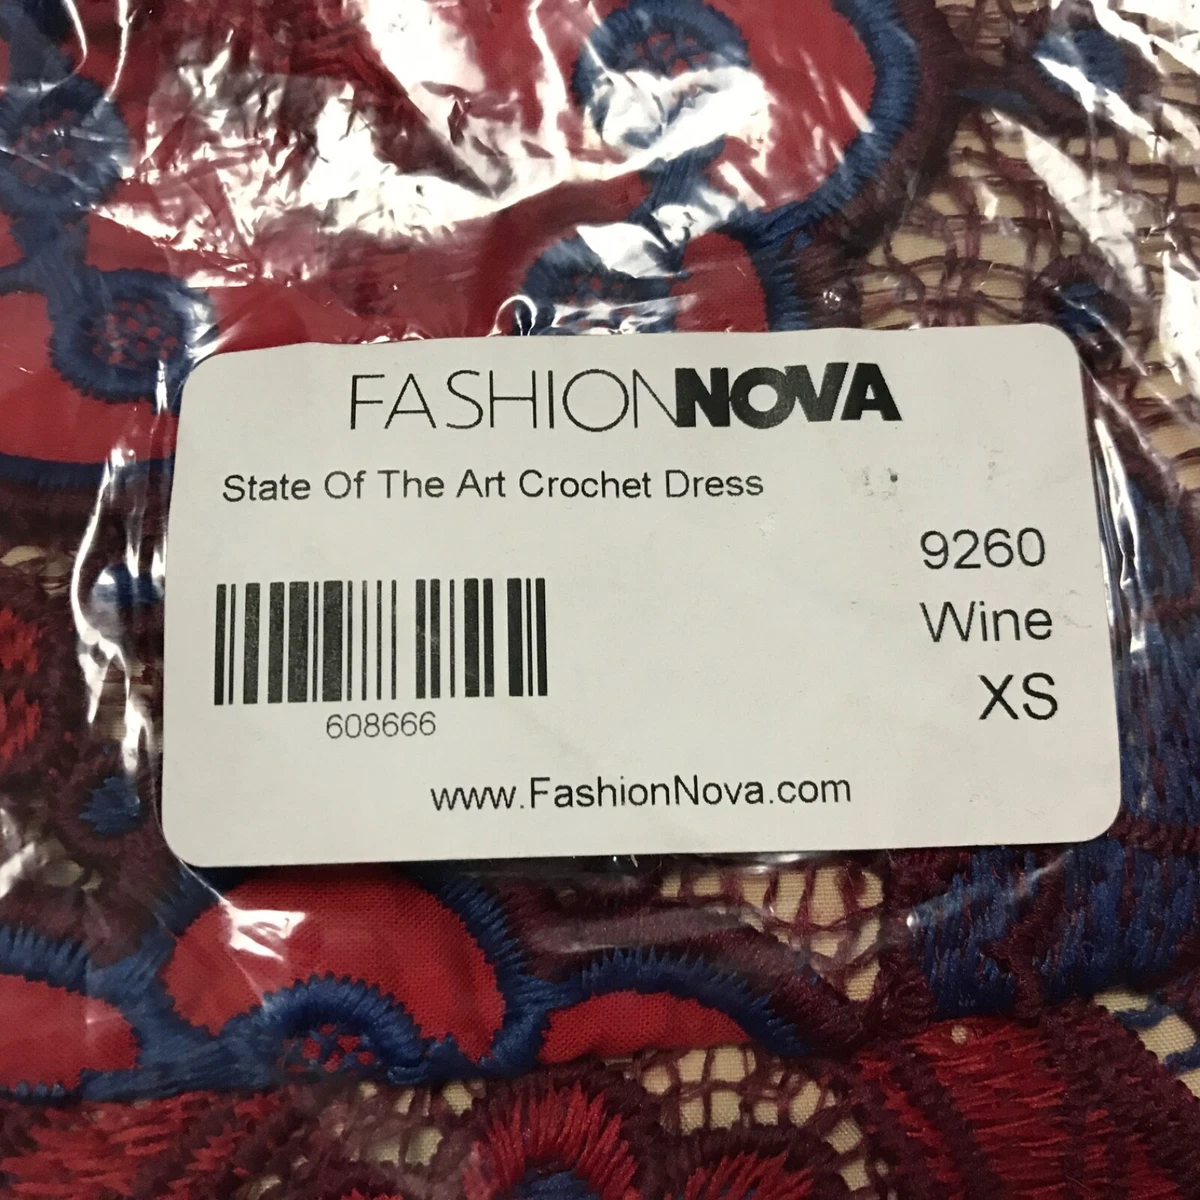 FASHIONNOVA
State Of The Art Crochet Dress
9260
Wine
XS
608666
www.FashionNova.com